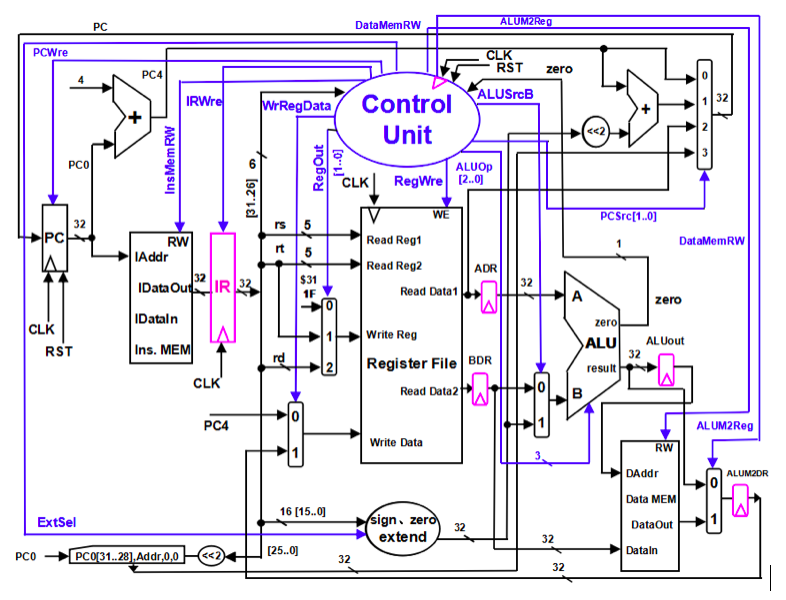 PC
DataMemRW
ALUM2Reg
PCWre
PC4
CLK
RST
zero
4
+
IRWre
WrRegData
Control
Unit
ALUSrcB
+
0
1
2
3
32
<<2
InsMemRW
PC0
6
[31..26]
RegOut
[1..0]
CLK
RegWre
ALUOp
[2..0]
PCSrc[1..0]
DataMemRW
PC
32
RW
IAddr
IDataOut
IDataIn
Ins. MEM
32
IR
32
CLK
RST
CLK
rs
5
rt
5
$31
1F
0
1
2
rd
WE
Read Reg1
Read Reg2
Read Data1
Write Reg
Register File
Read Data2
Write Data
ADR
32
BDR
1
zero
A
zero
ALU
result
B
32
ALUout
0
1
PC4
0
1
3
ALUM2Reg
RW
DAddr
Data MEM
DataOut
DataIn
0
1
ALUM2DR
ExtSel
16
[15..0]
sign、zero
extend
32
[25..0]
PC0
PC0[31..28],Addr,0,0
<<2
32
32
32